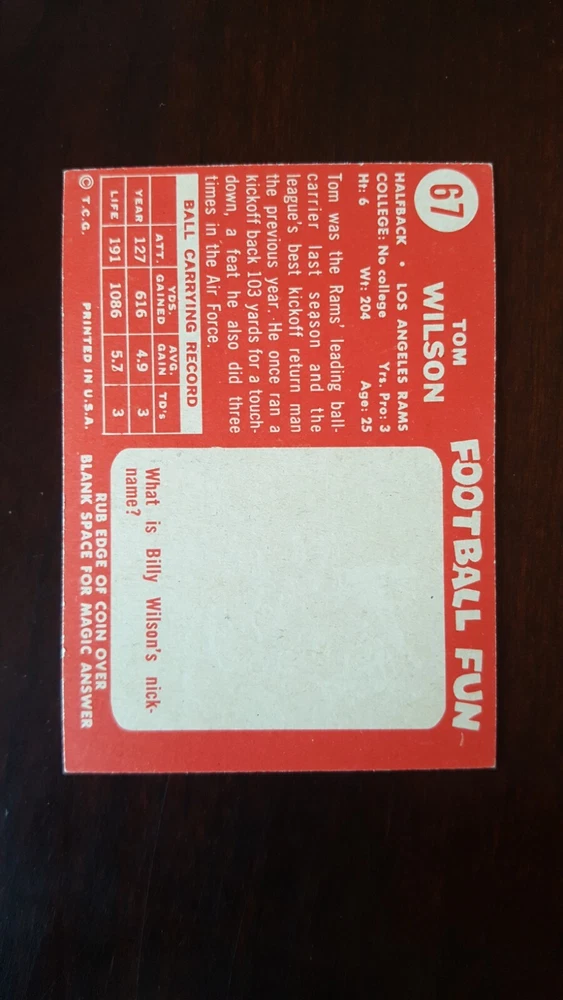 67
TOM
WILSON
HALFBACK • LOS ANGELES RAMS
COLLEGE: No college Yrs. Pro: 3
Ht: 6 Wt: 204 Age: 25
Tom was the Rams' leading ball-
carrier last season and the
league's best kickoff return man
the previous year. He once ran a
kickoff back 103 yards for a touch-
down, a feat he also did three
times in the Air Force.
BALL CARRYING RECORD
ATT. YDS. GAINED AVG. GAIN TD's
YEAR 127 616 4.9 3
LIFE 191 1086 5.7 3
© T.C.G. PRINTED IN U.S.A.
FOOTBALL FUN
What is Billy Wilson's nick-
name?
RUB EDGE OF COIN OVER
BLANK SPACE FOR MAGIC ANSWER